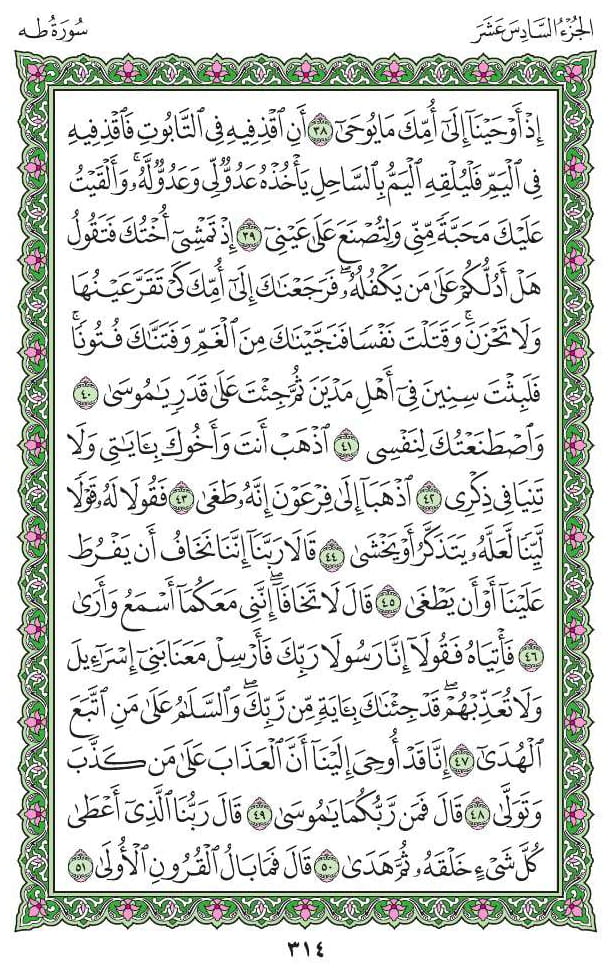 الجُزْءُ السَّادِسَ عَشَرَ
سُورَةُ طه
إِذْ أَوْحَيْنَآ إِلَىٰٓ أُمِّكَ مَا يُوحَىٰٓ ٣٨ أَنِ ٱقْذِفِيهِ فِى ٱلتَّابُوتِ فَٱقْذِفِيهِ
فِى ٱلْيَمِّ فَلْيُلْقِهِ ٱلْيَمُّ بِٱلسَّاحِلِ يَأْخُذْهُ عَدُوٌّ لِّى وَعَدُوٌّ لَّهُۥۚ وَأَلْقَيْتُ
عَلَيْكَ مَحَبَّةً مِّنِّى وَلِتُصْنَعَ عَلَىٰ عَيْنِىٓ ٣٩ إِذْ تَمْشِىٓ أُخْتُكَ فَتَقُولُ
هَلْ أَدُلُّكُمْ عَلَىٰ مَن يَكْفُلُهُۥۖ فَرَجَعْنَٰكَ إِلَىٰٓ أُمِّكَ كَىْ تَقَرَّ عَيْنُهَا
وَلَا تَحْزَنَۚ وَقَتَلْتَ نَفْسًا فَنَجَّيْنَٰكَ مِنَ ٱلْغَمِّ وَفَتَنَّٰكَ فُتُونًاۚ
فَلَبِثْتَ سِنِينَ فِىٓ أَهْلِ مَدْيَنَ ثُمَّ جِئْتَ عَلَىٰ قَدَرٍ يَٰمُوسَىٰ ٤٠
وَٱصْطَنَعْتُكَ لِنَفْسِى ٤١ ٱذْهَبْ أَنتَ وَأَخُوكَ بِـَٔايَٰتِى وَلَا
تَنِيَا فِى ذِكْرِى ٤٢ ٱذْهَبَآ إِلَىٰ فِرْعَوْنَ إِنَّهُۥ طَغَىٰ ٤٣ فَقُولَا لَهُۥ قَوْلًا
لَّيِّنًا لَّعَلَّهُۥ يَتَذَكَّرُ أَوْ يَخْشَىٰ ٤٤ قَالَا رَبَّنَآ إِنَّنَا نَخَافُ أَن يَفْرُطَ
عَلَيْنَآ أَوْ أَن يَطْغَىٰ ٤٥ قَالَ لَا تَخَافَآۖ إِنَّنِى مَعَكُمَآ أَسْمَعُ وَأَرَىٰ
٤٦ فَأْتِيَاهُ فَقُولَآ إِنَّا رَسُولَا رَبِّكَ فَأَرْسِلْ مَعَنَا بَنِىٓ إِسْرَٰٓءِيلَ
وَلَا تُعَذِّبْهُمْۖ قَدْ جِئْنَٰكَ بِـَٔايَةٍ مِّن رَّبِّكَۖ وَٱلسَّلَٰمُ عَلَىٰ مَنِ ٱتَّبَعَ
ٱلْهُدَىٰٓ ٤٧ إِنَّا قَدْ أُوحِىَ إِلَيْنَآ أَنَّ ٱلْعَذَابَ عَلَىٰ مَن كَذَّبَ
وَتَوَلَّىٰ ٤٨ قَالَ فَمَن رَّبُّكُمَا يَٰمُوسَىٰ ٤٩ قَالَ رَبُّنَا ٱلَّذِىٓ أَعْطَىٰ
كُلَّ شَىْءٍ خَلْقَهُۥ ثُمَّ هَدَىٰ ٥٠ قَالَ فَمَا بَالُ ٱلْقُرُونِ ٱلْأُولَىٰ ٥١
٣١٤